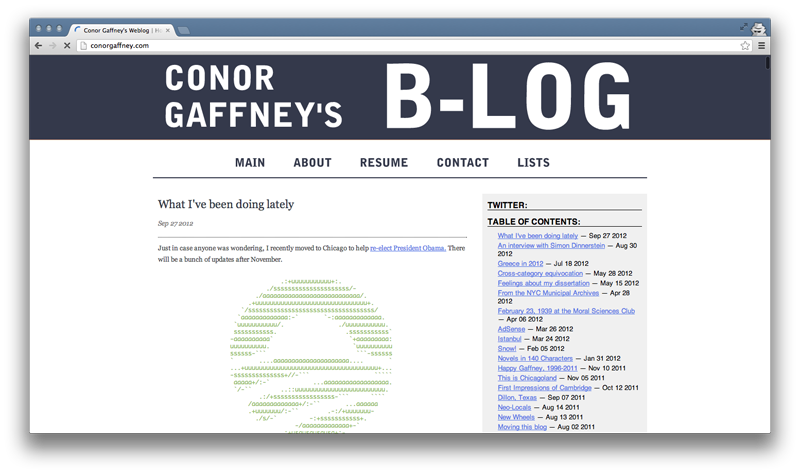 Conor Gaffney's Weblog | Ho
conorgaffney.com
CONOR
GAFFNEY'S
B-LOG
MAIN ABOUT RESUME CONTACT LISTS
What I've been doing lately
Sep 27 2012
Just in case anyone was wondering, I recently moved to Chicago to help re-elect President Obama. There
will be a bunch of updates after November.
TWITTER:
TABLE OF CONTENTS:
What I've been doing lately — Sep 27 2012
An interview with Simon Dinnerstein — Aug 30
2012
Greece in 2012 — Jul 18 2012
Cross-category equivocation — May 28 2012
Feelings about my dissertation — May 15 2012
From the NYC Municipal Archives — Apr 28
2012
February 23, 1939 at the Moral Sciences Club
— Apr 06 2012
AdSense — Mar 26 2012
Istanbul — Mar 24 2012
Snow! — Feb 05 2012
Novels in 140 Characters — Jan 31 2012
Happy Gaffney, 1996-2011 — Nov 10 2011
This is Chicagoland — Nov 05 2011
First Impressions of Cambridge — Oct 12 2011
Dillon, Texas — Sep 07 2011
Neo-Locals — Aug 14 2011
New Wheels — Aug 13 2011
Moving this blog — Aug 02 2011